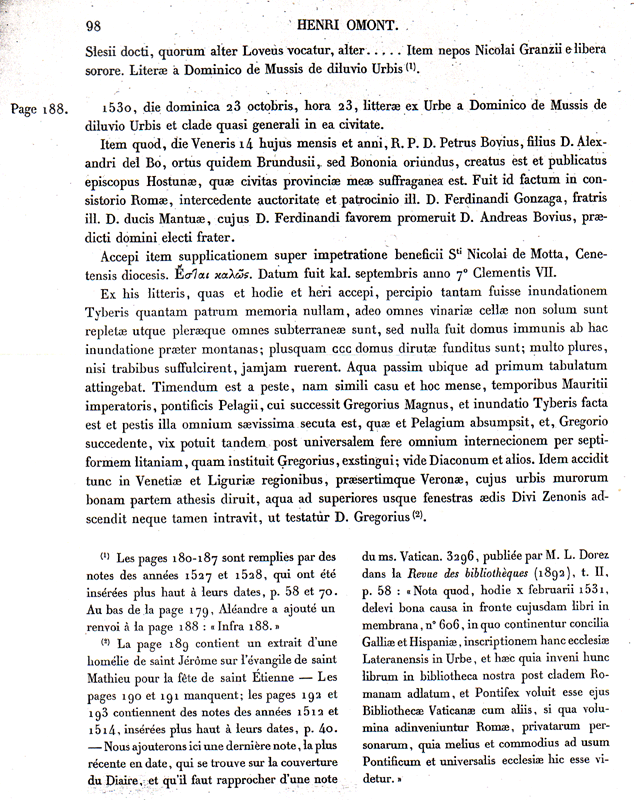 98 HENRI OMONT.
Slesii docti, quorum alter Loveus vocatur, alter..... Item nepos Nicolai Granzii e libera
sorore. Literæ a Dominico de Mussis de diluvio Urbis (1).
Page 188. 1530, die dominica 23 octobris, hora 23, litteræ ex Urbe a Dominico de Mussis de
diluvio Urbis et clade quasi generali in ea civitate.
Item quod, die Veneris 14 hujus mensis et anni, R. P. D. Petrus Bovius, filius D. Alex-
andri del Bo, ortus quidem Brundusii, sed Bononia oriundus, creatus est et publicatus
episcopus Hostunæ, quæ civitas provinciæ meæ suffraganea est. Fuit id factum in con-
sistorio Romæ, intercedente auctoritate et patrocinio ill. D. Ferdinandi Gonzaga, fratris
ill. D. ducis Mantuæ, cujus D. Ferdinandi favorem promeruit D. Andreas Bovius, præ-
dicti domini electi frater.
Accepi item supplicationem super impetratione beneficii Sti Nicolai de Motta, Cene-
tensis diocesis. Ἔσται καλῶς. Datum fuit kal. septembris anno 7° Clementis VII.
Ex his litteris, quas et hodie et heri accepi, percipio tantam fuisse inundationem
Tyberis quantam patrum memoria nullam, adeo omnes vinariæ cellæ non solum sunt
repletæ utque pleræque omnes subterraneæ sunt, sed nulla fuit domus immunis ab hac
inundatione præter montanas; plusquam ccc domus dirutæ funditus sunt; multo plures,
nisi trabibus suffulcirent, jamjam ruerent. Aqua passim ubique ad primum tabulatum
attingebat. Timendum est a peste, nam simili casu et hoc mense, temporibus Mauritii
imperatoris, pontificis Pelagii, cui successit Gregorius Magnus, et inundatio Tyberis facta
est et pestis illa omnium sævissima secuta est, quæ et Pelagium absumpsit, et, Gregorio
succedente, vix potuit tandem post universalem fere omnium internecionem per septi-
formem litaniam, quam instituit Gregorius, exstingui; vide Diaconum et alios. Idem accidit
tunc in Venetiæ et Liguriæ regionibus, præsertimque Veronæ, cujus urbis murorum
bonam partem athesis diruit, aqua ad superiores usque fenestras ædis Divi Zenonis ad-
scendit neque tamen intravit, ut testatur D. Gregorius (2).
(1) Les pages 180-187 sont remplies par des
notes des années 1527 et 1528, qui ont été
insérées plus haut à leurs dates, p. 58 et 70.
Au bas de la page 179, Aléandre a ajouté un
renvoi à la page 188 : « Infra 188. »
(2) La page 189 contient un extrait d'une
homélie de saint Jérôme sur l'évangile de saint
Mathieu pour la fête de saint Étienne — Les
pages 190 et 191 manquent; les pages 192 et
193 contiennent des notes des années 1512 et
1514, insérées plus haut à leurs dates, p. 40.
— Nous ajouterons ici une dernière note, la plus
récente en date, qui se trouve sur la couverture
du Diaire, et qu'il faut rapprocher d'une note
du ms. Vatican. 3296, publiée par M. L. Dorez
dans la Revue des bibliothèques (1892), t. II,
p. 58 : « Nota quod, hodie x februarii 1531,
delevi bona causa in fronte cujusdam libri in
membrana, n° 606, in quo continentur concilia
Galliæ et Hispaniæ, inscriptionem hanc ecclesiæ
Lateranensis in Urbe, et hæc quia inveni hunc
librum in bibliotheca nostra post cladem Ro-
manam adlatum, et Pontifex voluit esse ejus
Bibliothecæ Vaticanæ cum aliis, si qua volu-
mina adinveniuntur Romæ, privatarum per-
sonarum, quia melius et commodius ad usum
Pontificum et universalis ecclesiæ hic esse vi-
detur. »